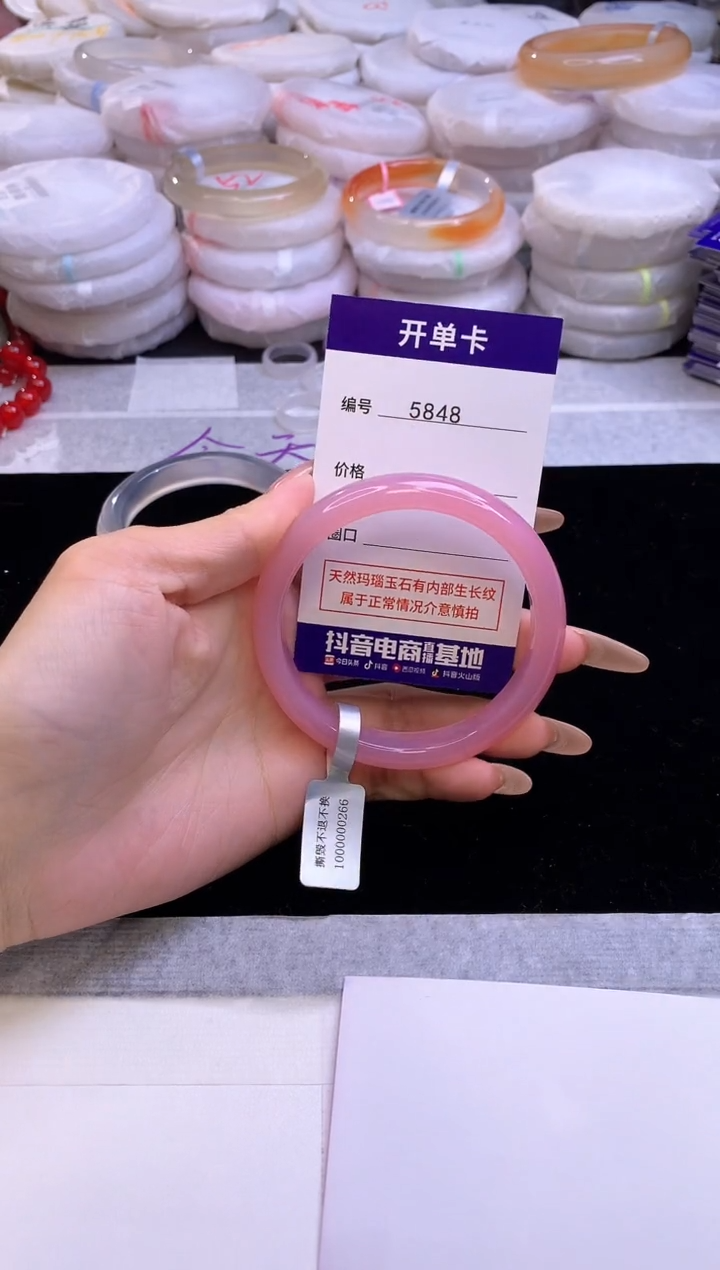 今天
开单卡
编号 5848
价格
圈口
天然玛瑙玉石有内部生长纹
属于正常情况介意慎拍
抖音电商直播基地
今日头条 抖音 西瓜视频 抖音火山版
撕毁不退不换
1000000266